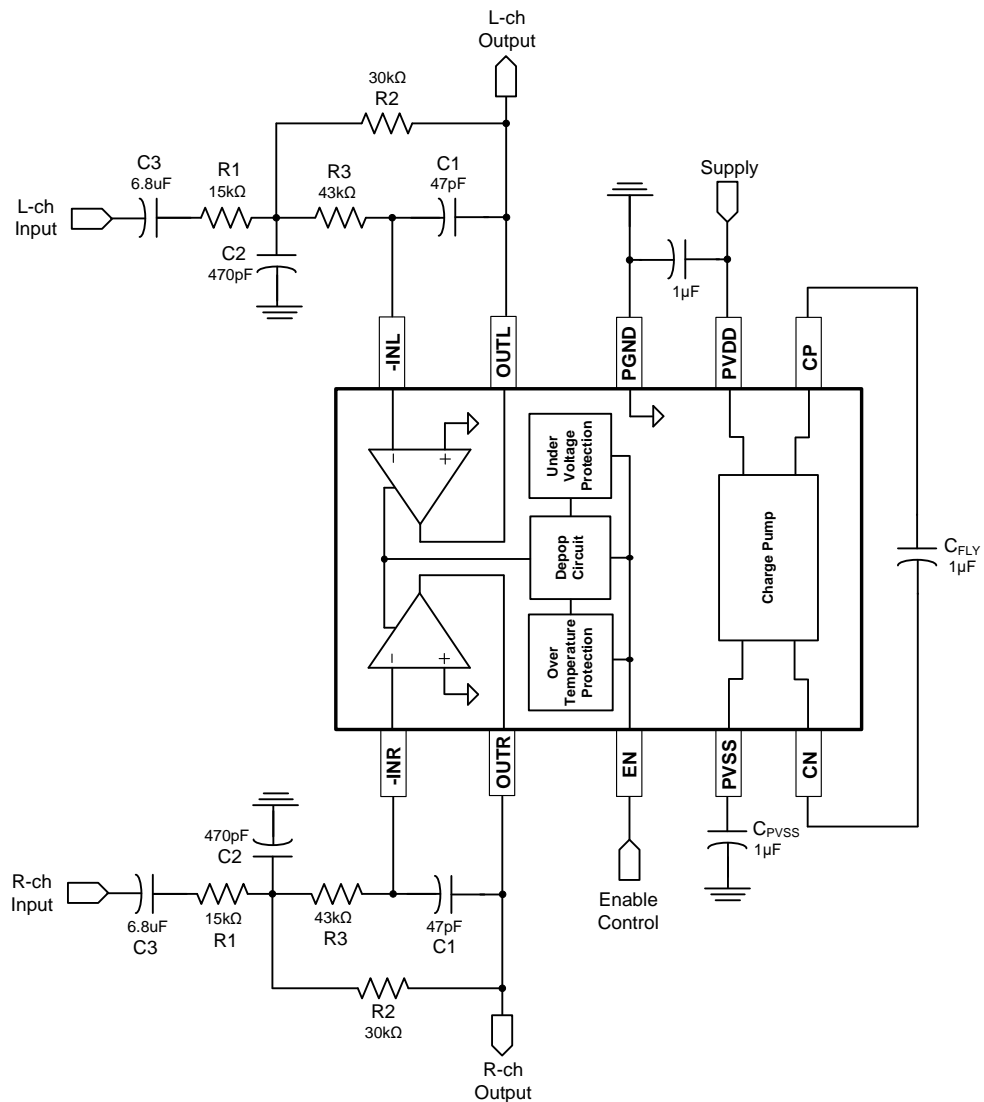 L-ch
Output
30kΩ
R2
C3
6.8uF
R1
15kΩ
R3
43kΩ
C1
47pF
L-ch
Input
C2
470pF
Supply
1µF
-INL
OUTL
PGND
PVDD
CP
Under
Voltage
Protection
Depop
Circuit
Over
Temperature
Protection
Charge Pump
CFLY
1µF
-INR
OUTR
EN
PVSS
CN
CPVSS
1µF
Enable
Control
470pF
C2
R-ch
Input
6.8uF
C3
15kΩ
R1
43kΩ
R3
47pF
C1
R2
30kΩ
R-ch
Output